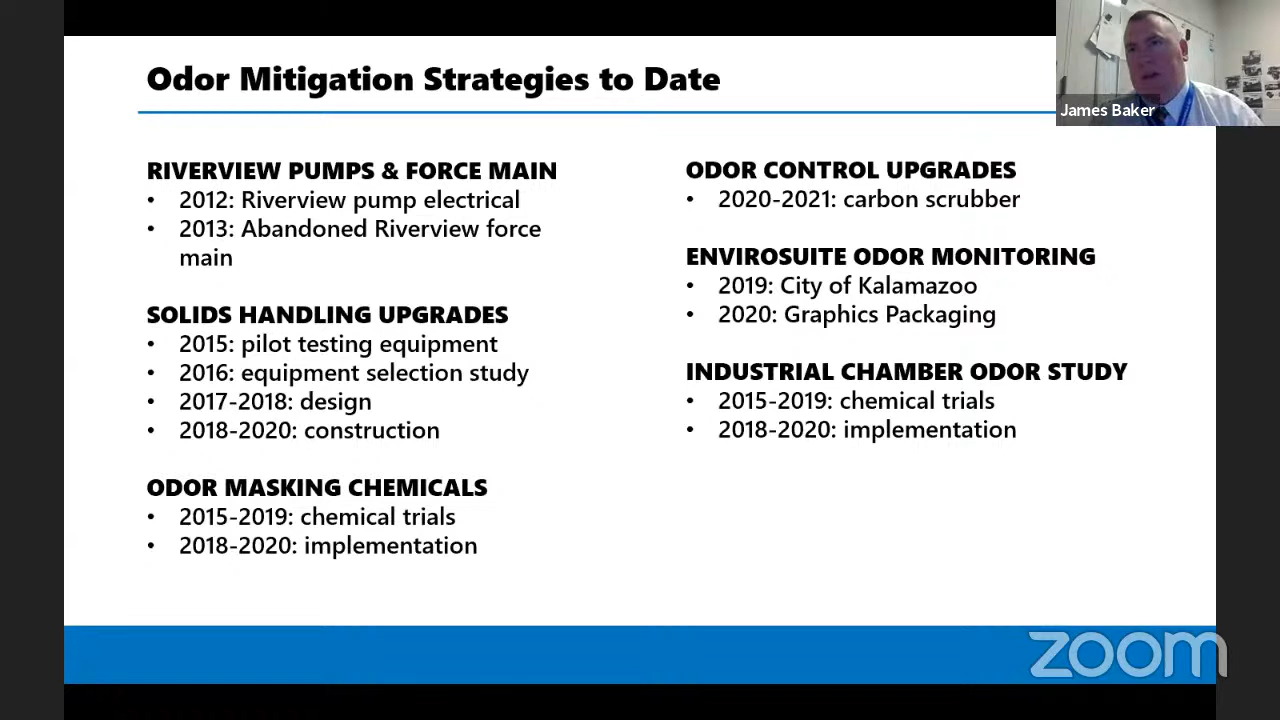 Odor Mitigation Strategies to Date
James Baker
RIVERVIEW PUMPS & FORCE MAIN
• 2012: Riverview pump electrical
• 2013: Abandoned Riverview force
main
SOLIDS HANDLING UPGRADES
• 2015: pilot testing equipment
• 2016: equipment selection study
• 2017-2018: design
• 2018-2020: construction
ODOR MASKING CHEMICALS
• 2015-2019: chemical trials
• 2018-2020: implementation
ODOR CONTROL UPGRADES
• 2020-2021: carbon scrubber
ENVIROSUITE ODOR MONITORING
• 2019: City of Kalamazoo
• 2020: Graphics Packaging
INDUSTRIAL CHAMBER ODOR STUDY
• 2015-2019: chemical trials
• 2018-2020: implementation
zoom